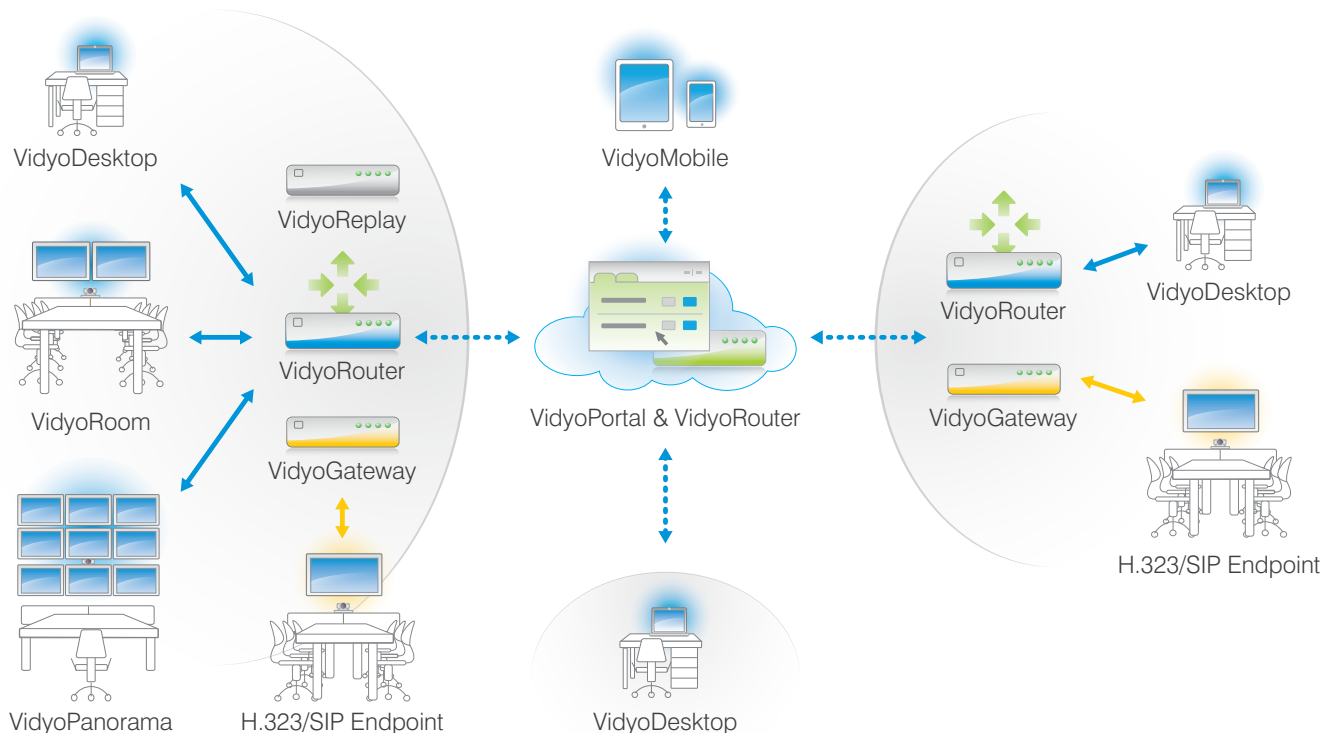 VidyoDesktop
VidyoReplay
VidyoRoom
VidyoRouter
VidyoGateway
VidyoPanorama
H.323/SIP Endpoint
VidyoMobile
VidyoPortal & VidyoRouter
VidyoDesktop
VidyoRouter
VidyoDesktop
VidyoGateway
H.323/SIP Endpoint